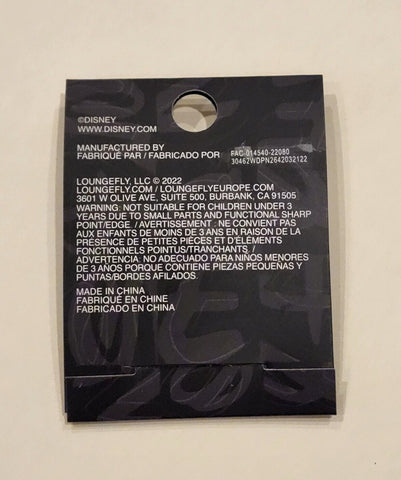 ©DISNEY
WWW.DISNEY.COM
MANUFACTURED BY
FABRIQUÉ PAR / FABRICADO POR
FAC-014540-22080
30462WDPN2642032122
LOUNGEFLY, LLC © 2022
LOUNGEFLY.COM / LOUNGEFLYEUROPE.COM
3601 W OLIVE AVE, SUITE 500, BURBANK, CA 91505
WARNING: NOT SUITABLE FOR CHILDREN UNDER 3
YEARS DUE TO SMALL PARTS AND FUNCTIONAL SHARP
POINT/EDGE. / AVERTISSEMENT : NE CONVIENT PAS
AUX ENFANTS DE MOINS DE 3 ANS EN RAISON DE LA
PRÉSENCE DE PETITES PIÈCES ET D'ÉLÉMENTS
FONCTIONNELS POINTUS/TRANCHANTS. /
ADVERTENCIA: NO ADECUADO PARA NIÑOS MENORES
DE 3 AÑOS PORQUE CONTIENE PIEZAS PEQUEÑAS Y
PUNTAS/BORDES AFILADOS.
MADE IN CHINA
FABRIQUÉ EN CHINE
FABRICADO EN CHINA